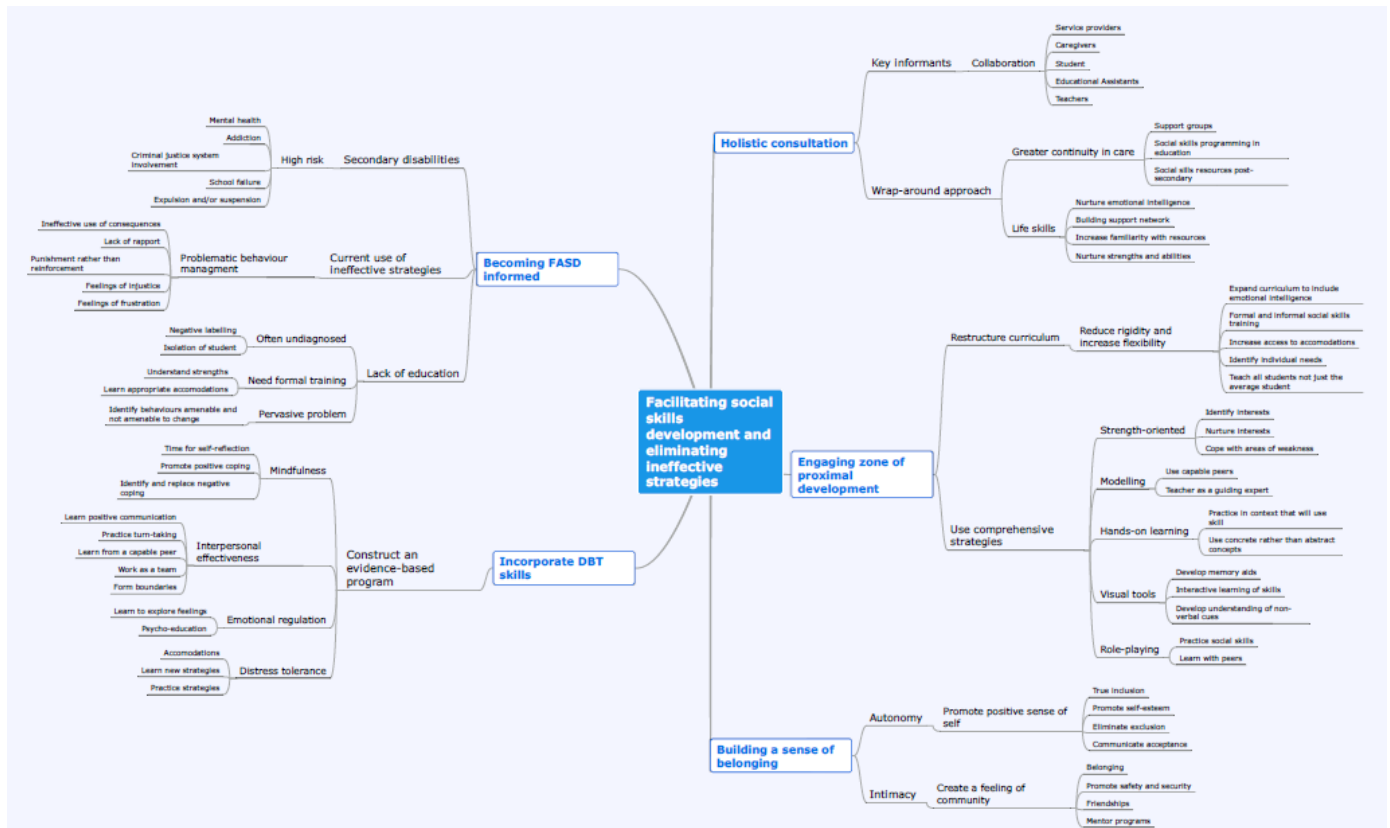 Facilitating social
skills
development and
eliminating
ineffective
strategies
Holistic consultation
Key informants
Collaboration
Service providers
Caregivers
Student
Educational Assistants
Teachers
Wrap-around approach
Greater continuity in care
Support groups
Social skills programming in
education
Social sills resources post-
secondary
Life skills
Nurture emotional intelligence
Building support network
Increase familiarity with resources
Nurture strengths and abilities
Engaging zone of
proximal
development
Restructure curriculum
Reduce rigidity and
increase flexibility
Expand curriculum to include
emotional intelligence
Formal and informal social skills
training
Increase access to accomodations
Identify individual needs
Teach all students not just the
average student
Use comprehensive
strategies
Strength-oriented
Identify interests
Nurture interests
Cope with areas of weakness
Modelling
Use capable peers
Teacher as a guiding expert
Hands-on learning
Practice in context that will use
skill
Use concrete rather than abstract
concepts
Visual tools
Develop memory aids
Interactive learning of skills
Develop understanding of non-
verbal cues
Role-playing
Practice social skills
Learn with peers
Building a sense of
belonging
Autonomy
Promote positive sense of
self
True inclusion
Promote self-esteem
Eliminate exclusion
Communicate acceptance
Intimacy
Create a feeling of
community
Belonging
Promote safety and security
Friendships
Mentor programs
Becoming FASD
informed
Secondary disabilities
High risk
Mental health
Addiction
Criminal justice system
involvement
School failure
Expulsion and/or suspension
Current use of
ineffective strategies
Problematic behaviour
managment
Ineffective use of consequences
Lack of rapport
Punishment rather than
reinforcement
Feelings of injustice
Feelings of frustration
Lack of education
Often undiagnosed
Negative labelling
Isolation of student
Need formal training
Understand strengths
Learn appropriate accomodations
Pervasive problem
Identify behaviours amenable and
not amenable to change
Incorporate DBT
skills
Construct an
evidence-based
program
Mindfulness
Time for self-reflection
Promote positive coping
Identify and replace negative
coping
Interpersonal
effectiveness
Learn positive communication
Practice turn-taking
Learn from a capable peer
Work as a team
Form boundaries
Emotional regulation
Learn to explore feelings
Psycho-education
Distress tolerance
Accomodations
Learn new strategies
Practice strategies